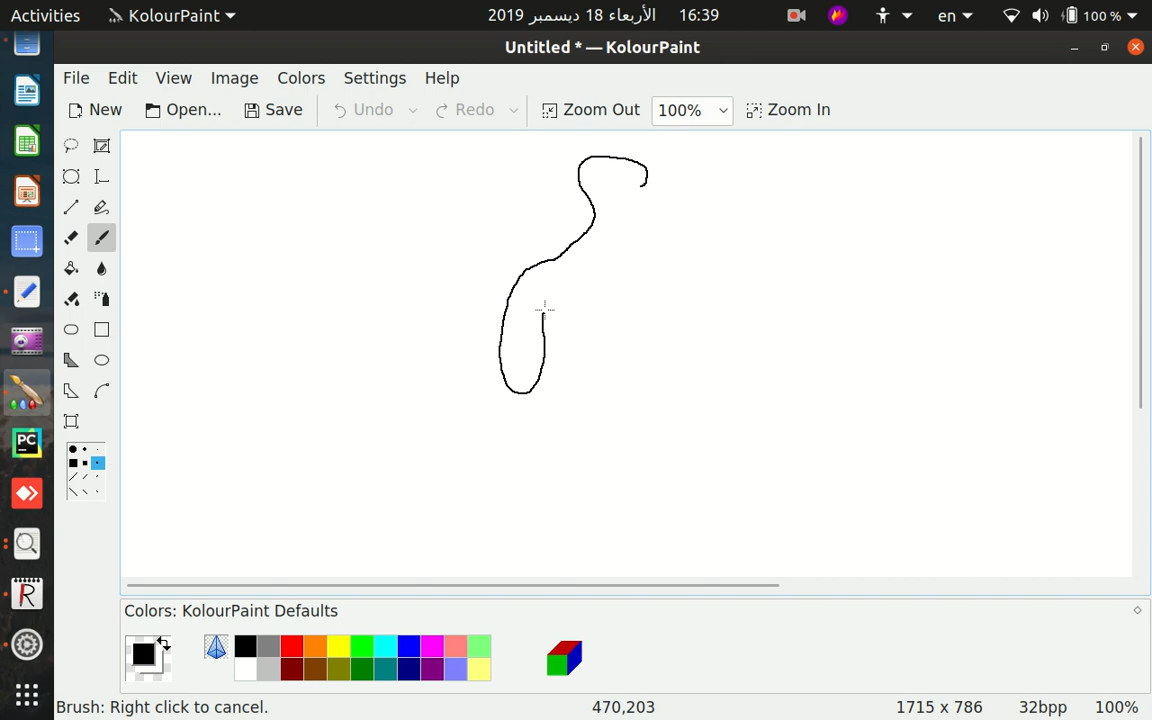 Activities KolourPaint الأربعاء 18 ديسمبر 2019 16:39 en 100 %
Untitled * — KolourPaint
File Edit View Image Colors Settings Help
New Open... Save Undo Redo Zoom Out 100% Zoom In
PC
R
Colors: KolourPaint Defaults
Brush: Right click to cancel. 470,203 1715 x 786 32bpp 100%